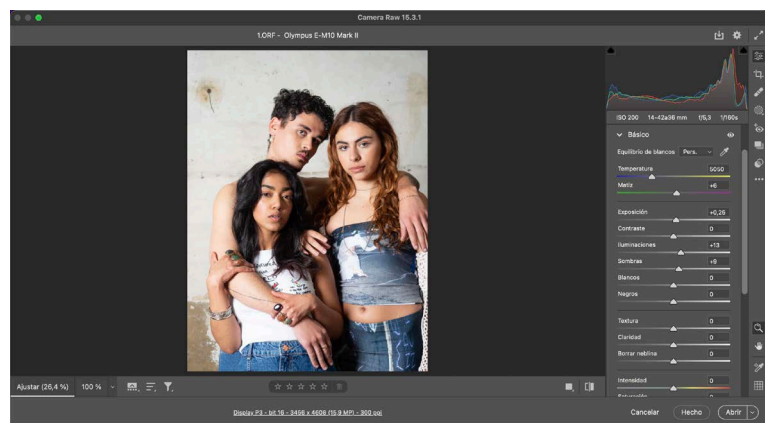 Camera Raw 15.3.1
1.ORF - Olympus E-M10 Mark II
ISO 200 14-42a36 mm f/5,3 1/160s
Básico
Equilibrio de blancos Pers.
Temperatura 5050
Matiz +6
Exposición +0,25
Contraste 0
Iluminaciones +13
Sombras +9
Blancos 0
Negros 0
Textura 0
Claridad 0
Borrar neblina 0
Intensidad 0
Saturación
Ajustar (26,4 %) 100 %
Display P3 - bit 16 - 3456 x 4608 (15,9 MP) - 300 ppi
Cancelar Hecho Abrir